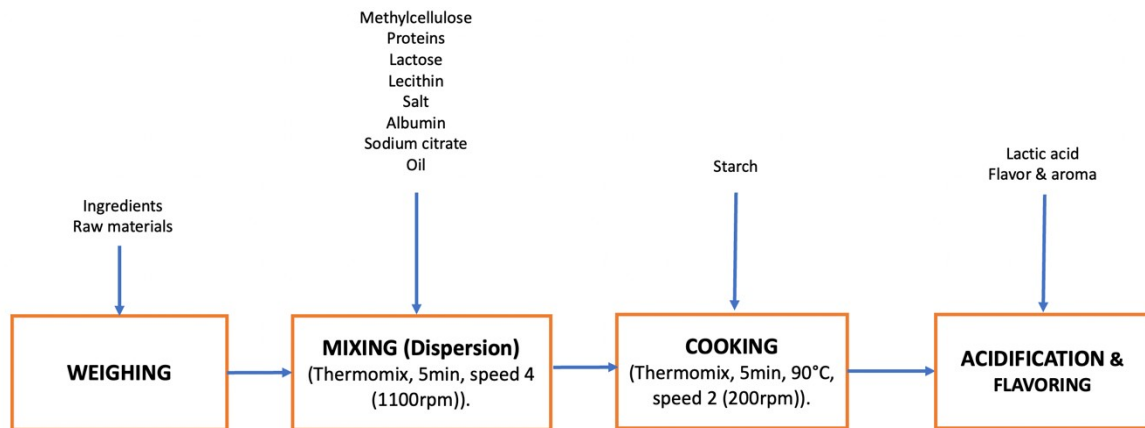 Methylcellulose
Proteins
Lactose
Lecithin
Salt
Albumin
Sodium citrate
Oil
Ingredients
Raw materials
Starch
Lactic acid
Flavor & aroma
WEIGHING
MIXING (Dispersion)
(Thermomix, 5min, speed 4
(1100rpm)).
COOKING
(Thermomix, 5min, 90°C,
speed 2 (200rpm)).
ACIDIFICATION &
FLAVORING